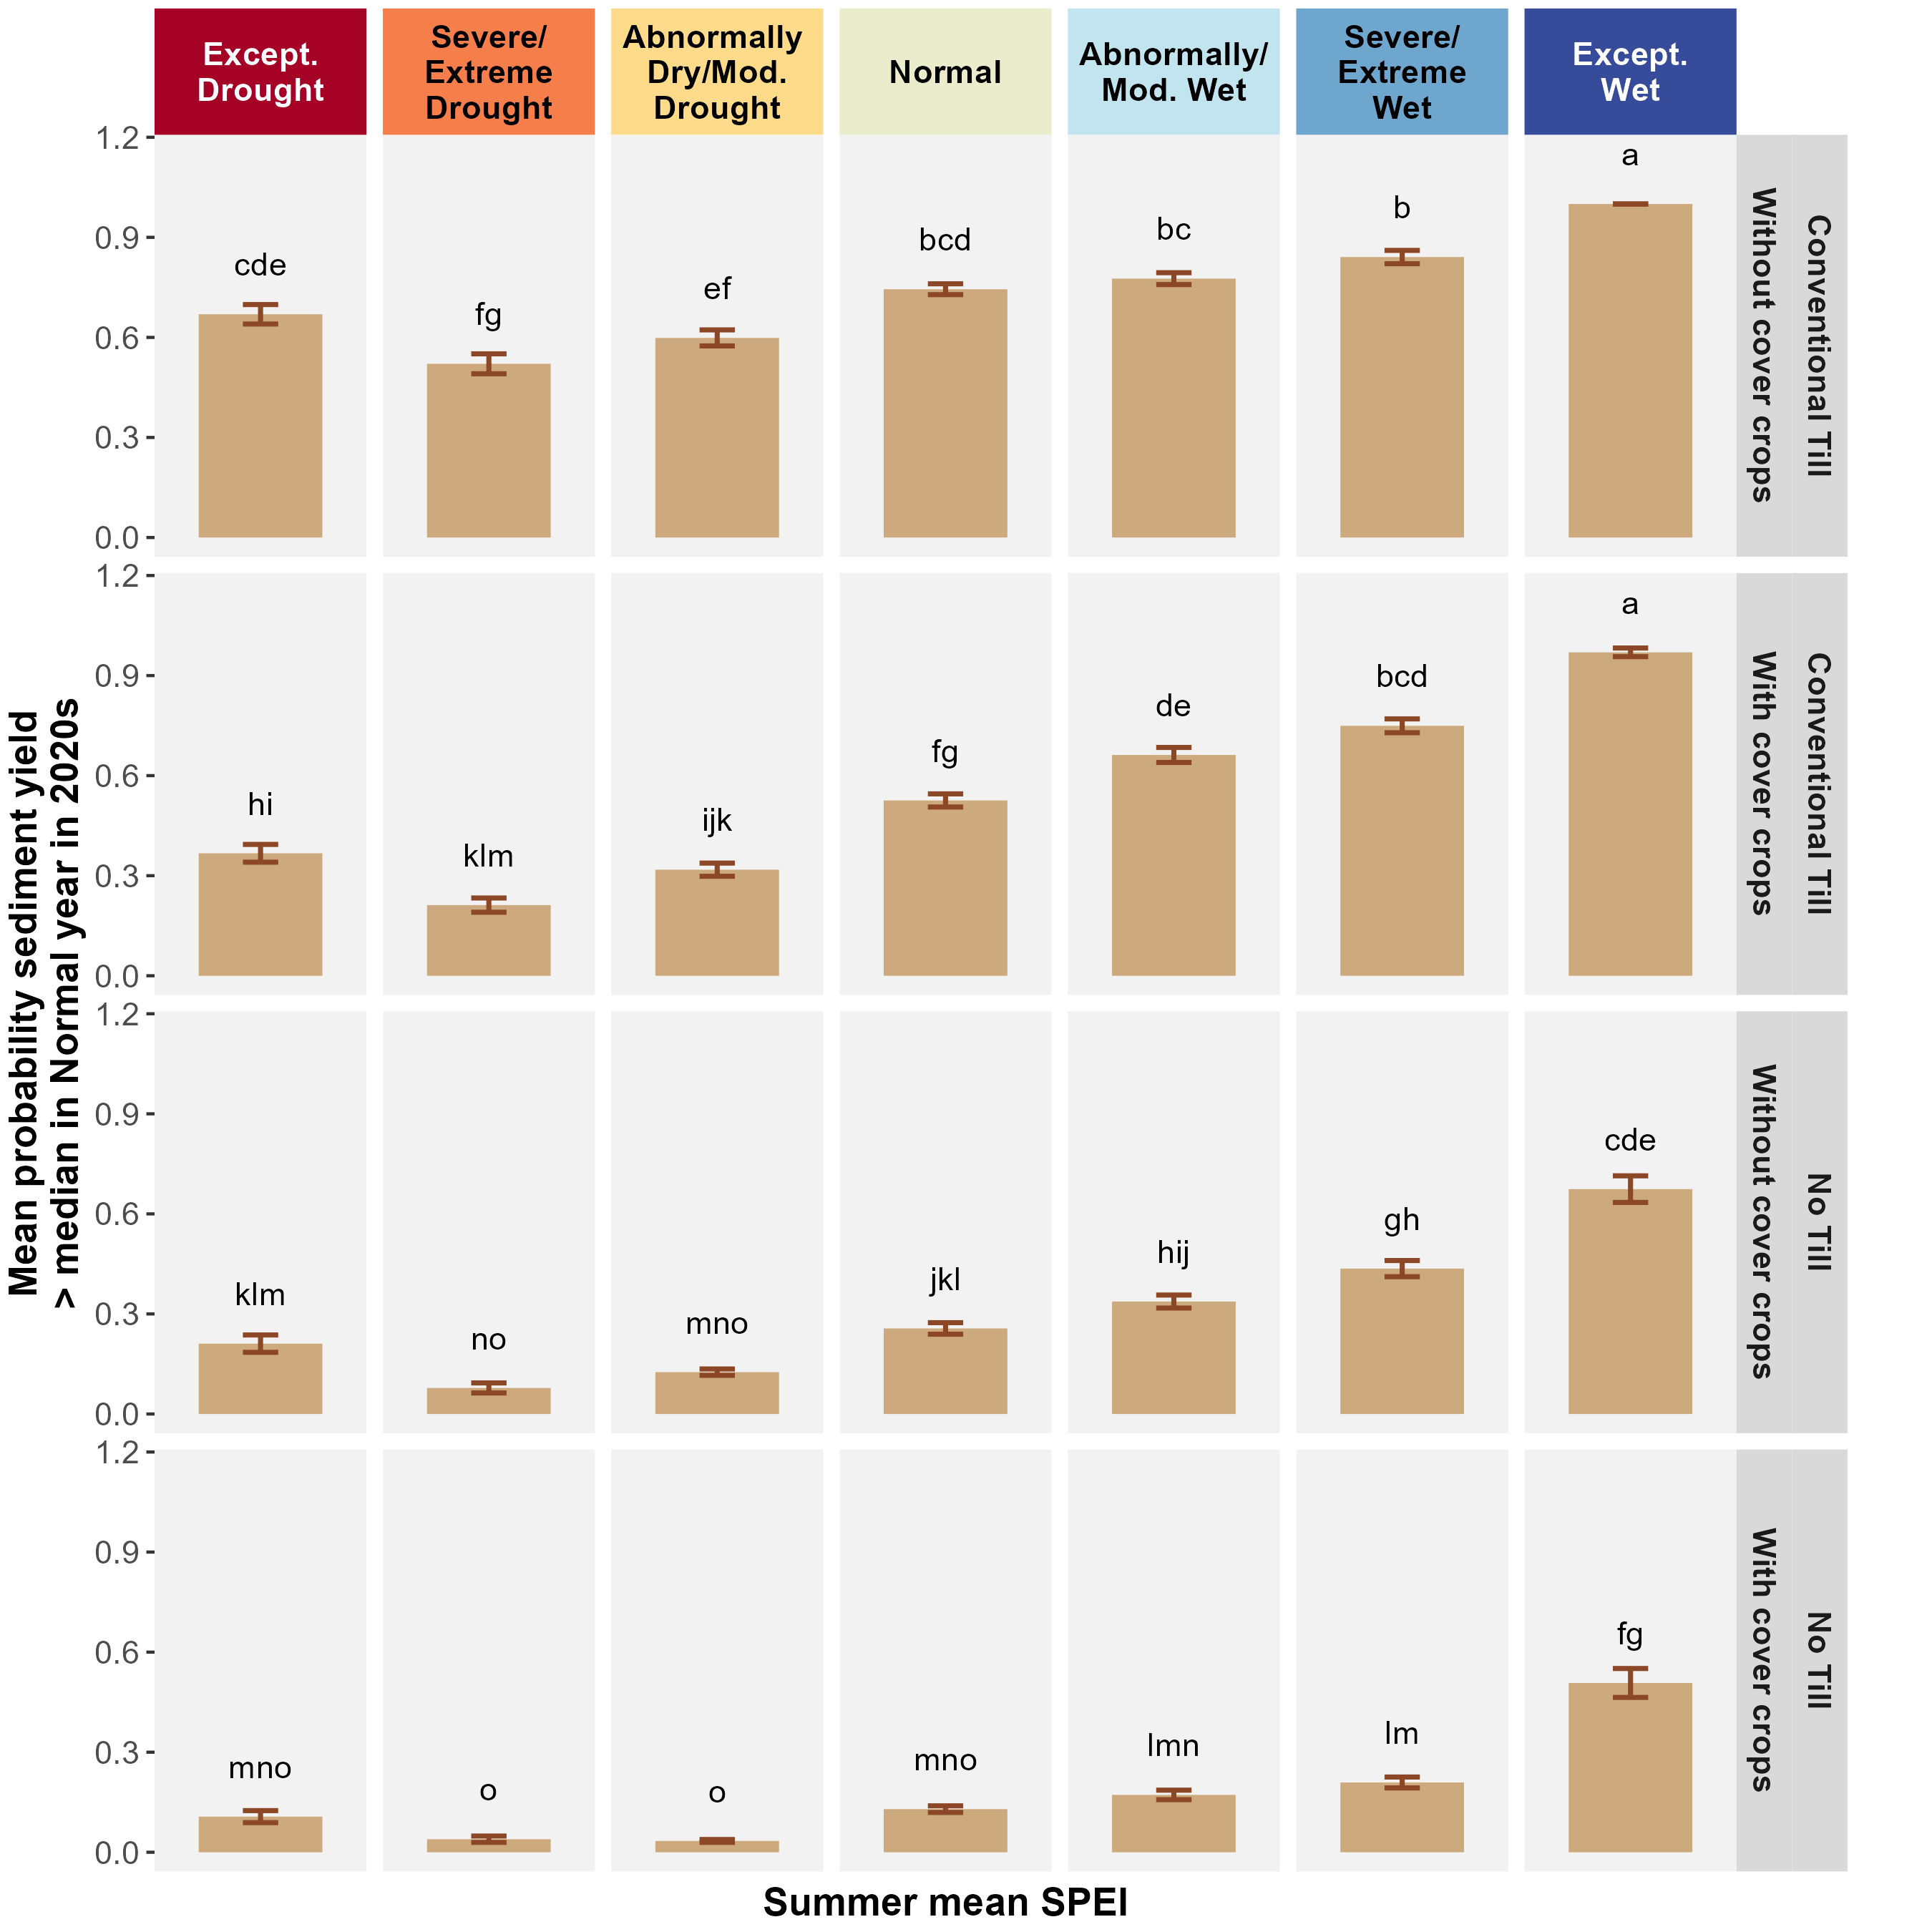 Except.
Drought
Severe/
Extreme
Drought
Abnormally
Dry/Mod.
Drought
Normal
Abnormally/
Mod. Wet
Severe/
Extreme
Wet
Except.
Wet
Mean probability sediment yield
> median in Normal year in 2020s
1.2
0.9
0.6
0.3
0.0
cde
fg
ef
bcd
bc
b
a
Without cover crops
Conventional Till
1.2
0.9
0.6
0.3
0.0
hi
klm
ijk
fg
de
bcd
a
With cover crops
Conventional Till
1.2
0.9
0.6
0.3
0.0
klm
no
mno
jkl
hij
gh
cde
Without cover crops
No Till
1.2
0.9
0.6
0.3
0.0
mno
o
o
mno
lmn
lm
fg
With cover crops
No Till
Summer mean SPEI